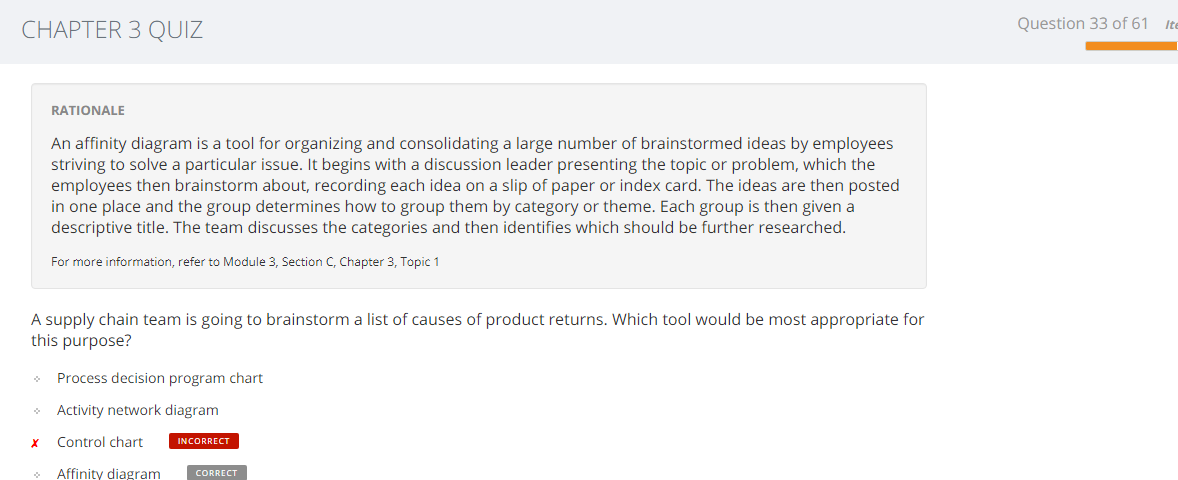 CHAPTER 3 QUIZ
Question 33 of 61
RATIONALE
An affinity diagram is a tool for organizing and consolidating a large number of brainstormed ideas by employees
striving to solve a particular issue. It begins with a discussion leader presenting the topic or problem, which the
employees then brainstorm about, recording each idea on a slip of paper or index card. The ideas are then posted
in one place and the group determines how to group them by category or theme. Each group is then given a
descriptive title. The team discusses the categories and then identifies which should be further researched.
For more information, refer to Module 3, Section C, Chapter 3, Topic 1
A supply chain team is going to brainstorm a list of causes of product returns. Which tool would be most appropriate for
this purpose?
Process decision program chart
Activity network diagram
Control chart INCORRECT
Affinity diagram CORRECT